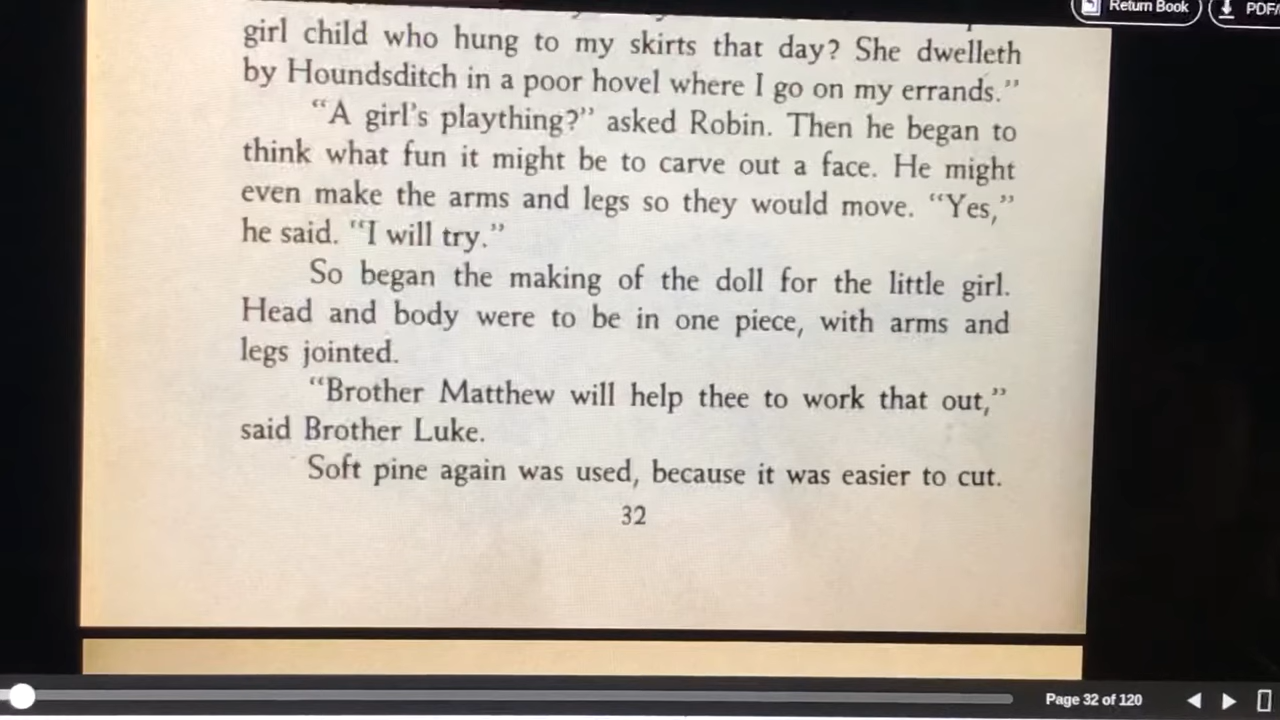 Return Book
PDF/
girl child who hung to my skirts that day? She dwelleth
by Houndsditch in a poor hovel where I go on my errands.”
“A girl's plaything?” asked Robin. Then he began to
think what fun it might be to carve out a face. He might
even make the arms and legs so they would move. “Yes,”
he said. “I will try.”
So began the making of the doll for the little girl.
Head and body were to be in one piece, with arms and
legs jointed.
“Brother Matthew will help thee to work that out,”
said Brother Luke.
Soft pine again was used, because it was easier to cut.
32
Page 32 of 120